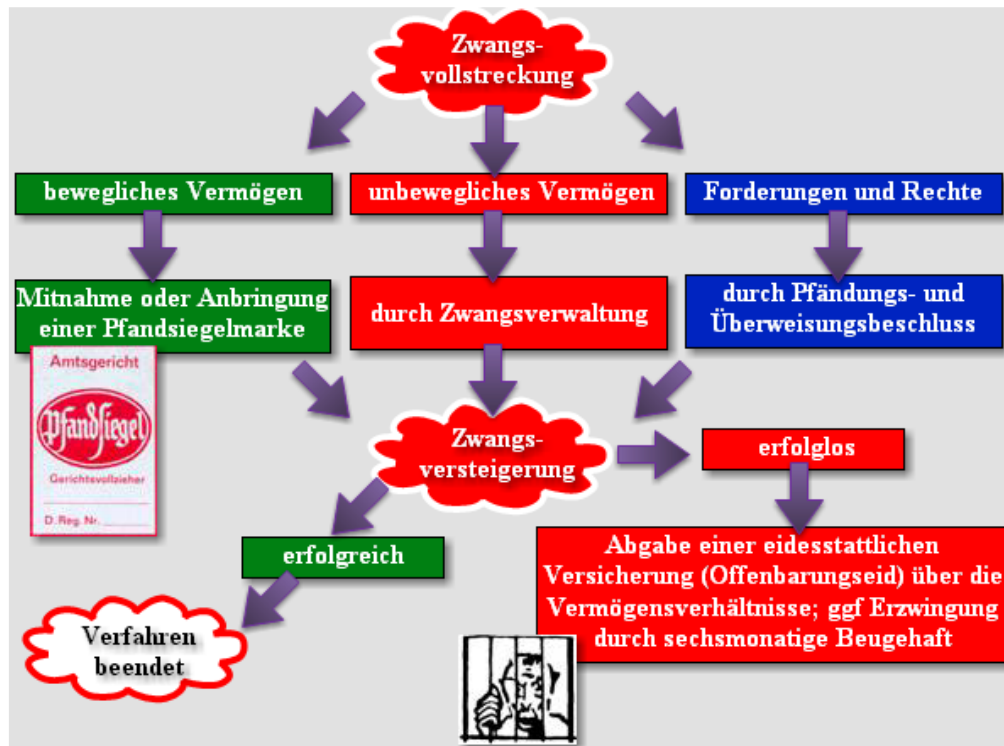 Zwangs-
vollstreckung
bewegliches Vermögen
unbewegliches Vermögen
Forderungen und Rechte
Mitnahme oder Anbringung
einer Pfandsiegelmarke
durch Zwangsverwaltung
durch Pfändungs- und
Überweisungsbeschluss
Amtsgericht
Pfandsiegel
Gerichtsvollzieher
D. Reg. Nr.
Zwangs-
versteigerung
erfolglos
erfolgreich
Abgabe einer eidesstattlichen
Versicherung (Offenbarungseid) über die
Vermögensverhältnisse; ggf Erzwingung
durch sechsmonatige Beugehaft
Verfahren
beendet